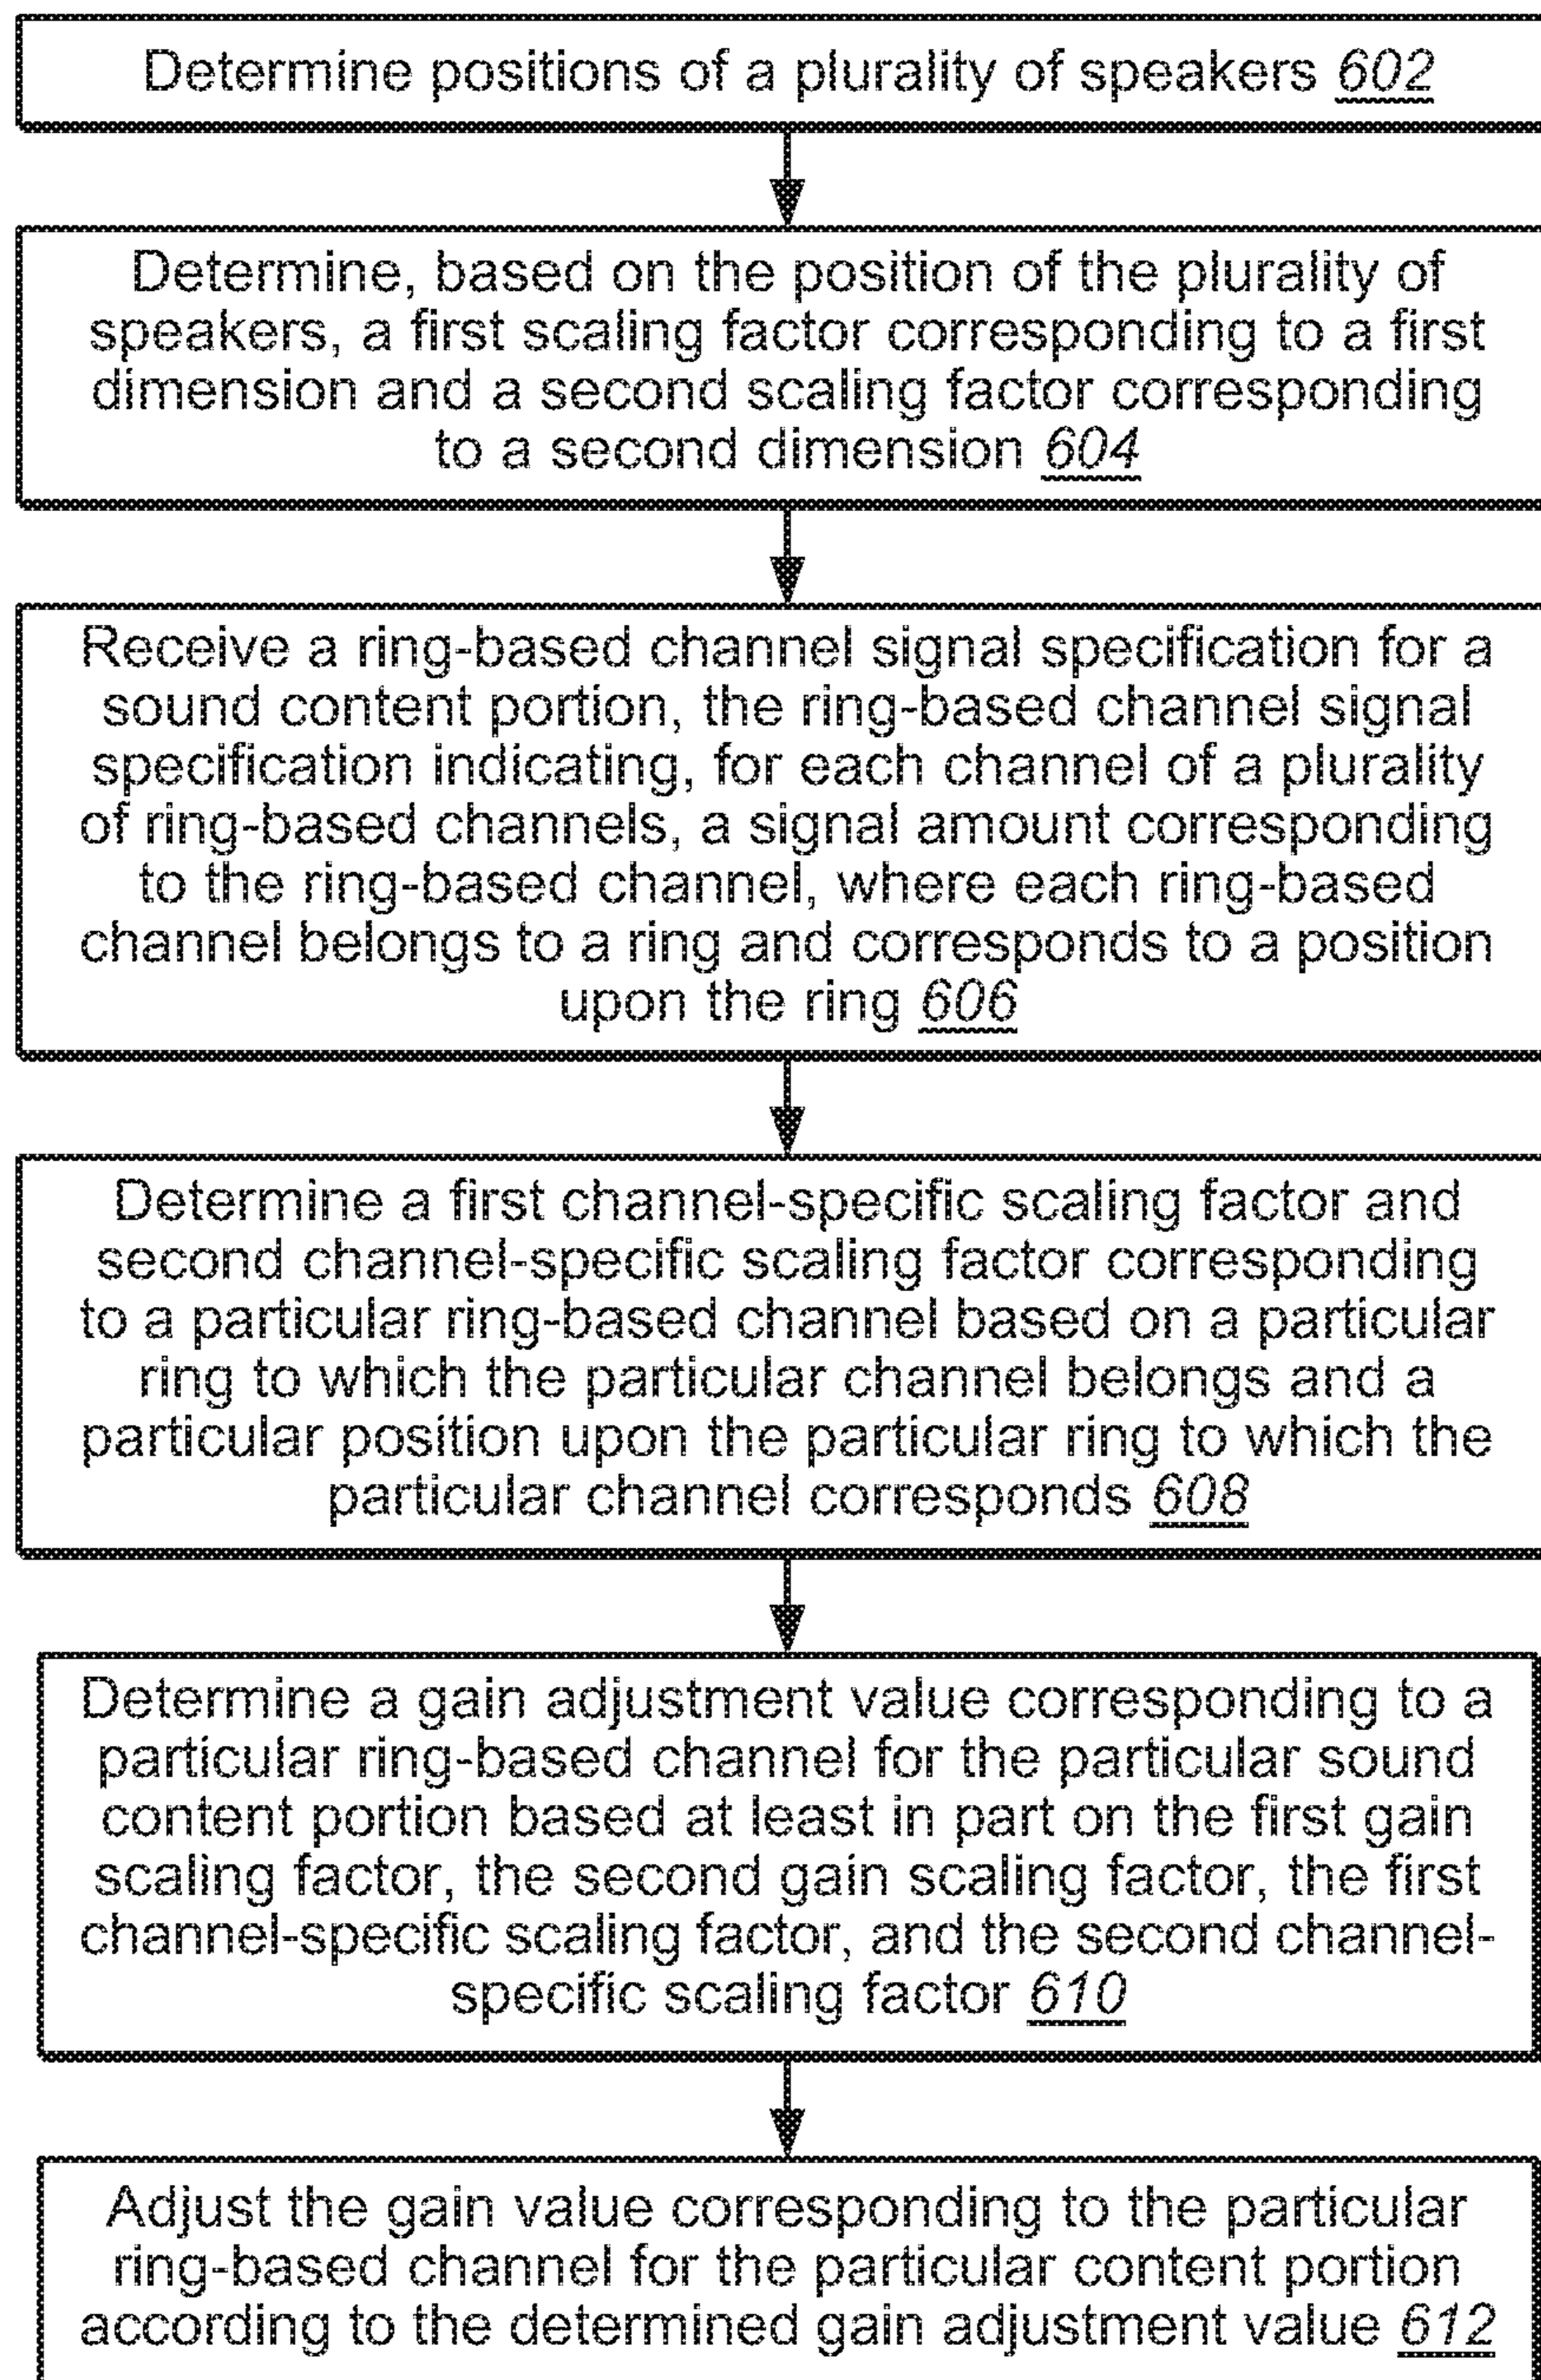 Determine positions of a plurality of speakers 602
Determine, based on the position of the plurality of
speakers, a first scaling factor corresponding to a first
dimension and a second scaling factor corresponding
to a second dimension 604
Receive a ring-based channel signal specification for a
sound content portion, the ring-based channel signal
specification indicating, for each channel of a plurality
of ring-based channels, a signal amount corresponding
to the ring-based channel, where each ring-based
channel belongs to a ring and corresponds to a position
upon the ring 606
Determine a first channel-specific scaling factor and
second channel-specific scaling factor corresponding
to a particular ring-based channel based on a particular
ring to which the particular channel belongs and a
particular position upon the particular ring to which the
particular channel corresponds 608
Determine a gain adjustment value corresponding to a
particular ring-based channel for the particular sound
content portion based at least in part on the first gain
scaling factor, the second gain scaling factor, the first
channel-specific scaling factor, and the second channel-
specific scaling factor 610
Adjust the gain value corresponding to the particular
ring-based channel for the particular content portion
according to the determined gain adjustment value 612